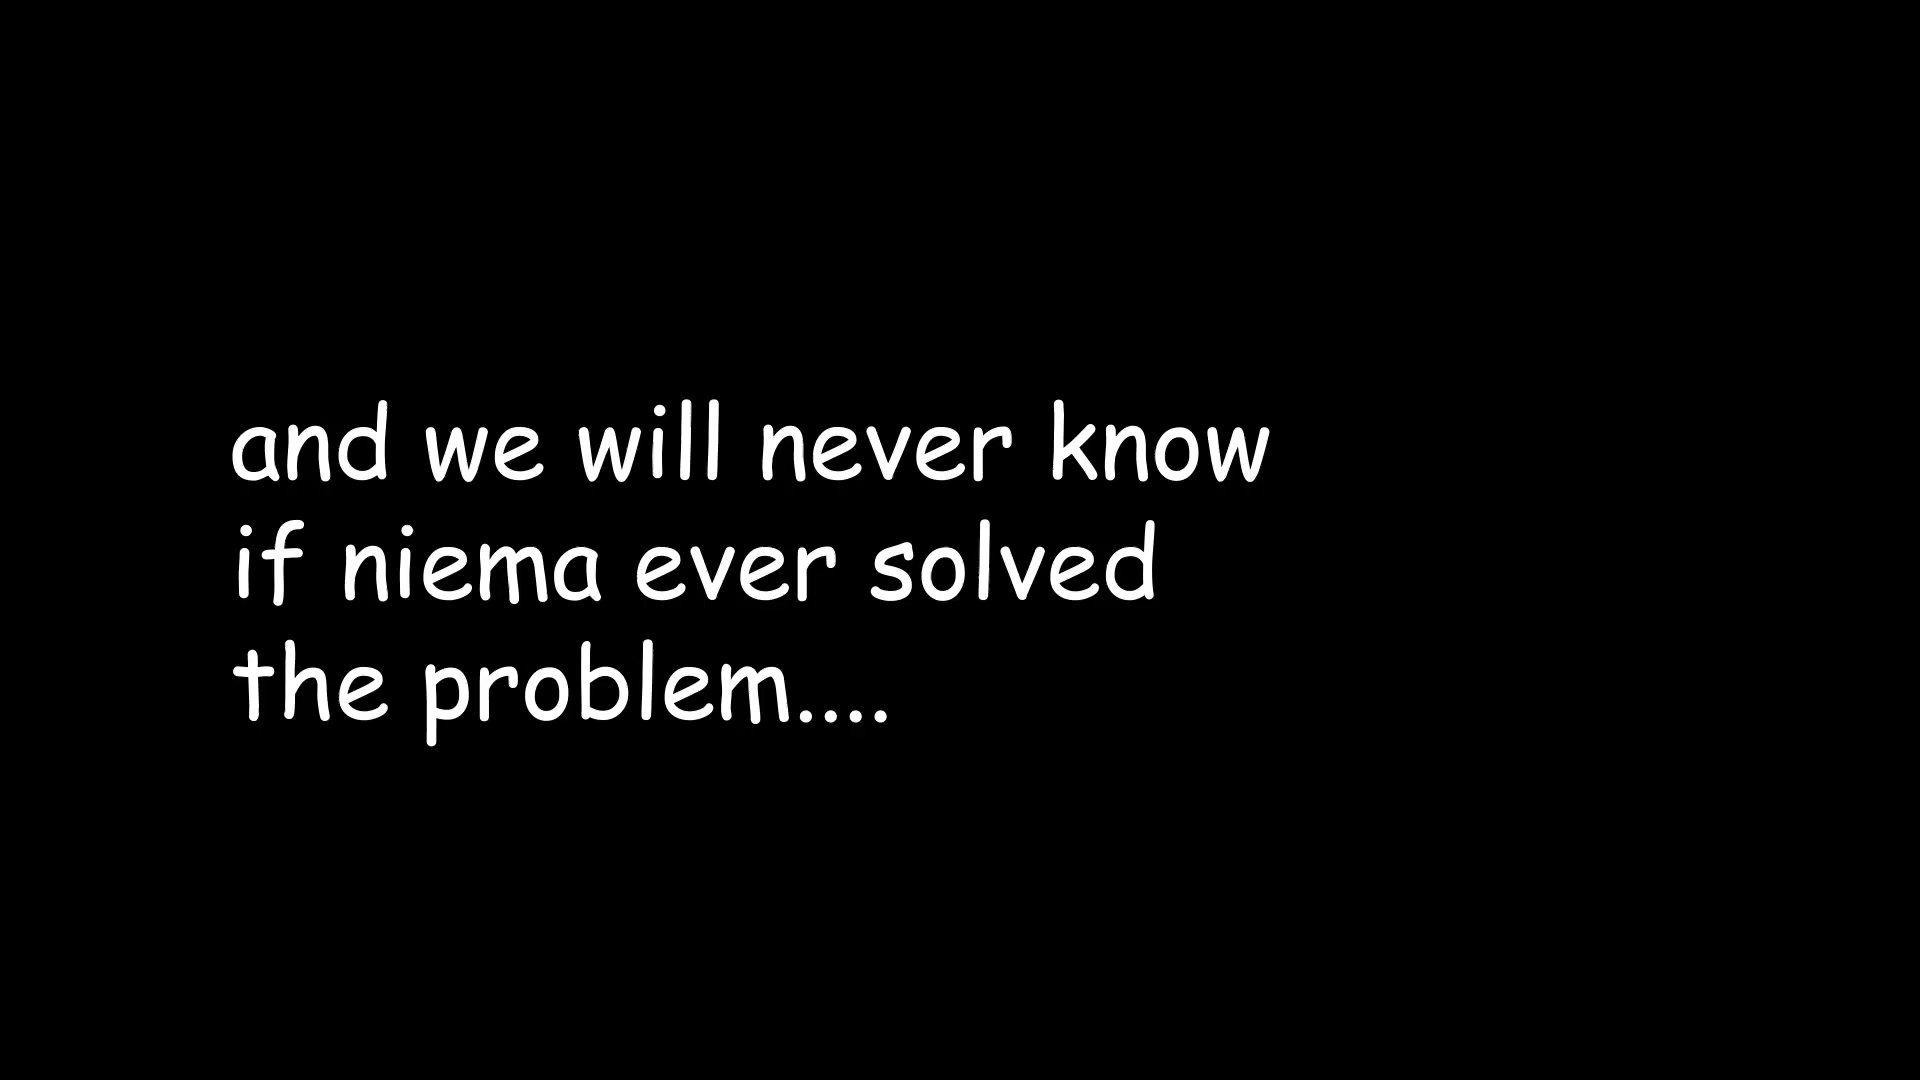 and we will never know
if niema ever solved
the problem....